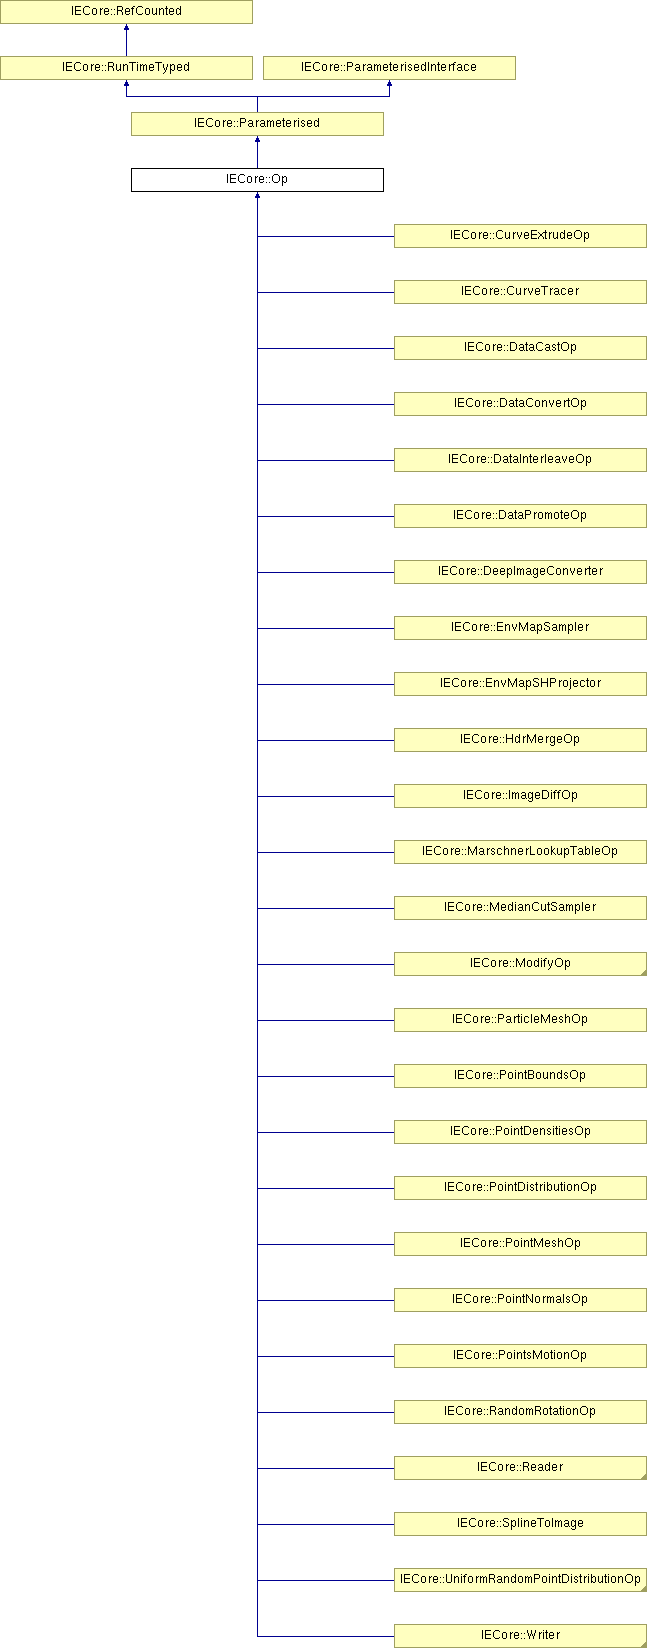 IECore::RefCounted
IECore::RunTimeTyped
IECore::ParameterisedInterface
IECore::Parameterised
IECore::Op
IECore::CurveExtrudeOp
IECore::CurveTracer
IECore::DataCastOp
IECore::DataConvertOp
IECore::DataInterleaveOp
IECore::DataPromoteOp
IECore::DeepImageConverter
IECore::EnvMapSampler
IECore::EnvMapSHProjector
IECore::HdrMergeOp
IECore::ImageDiffOp
IECore::MarschnerLookupTableOp
IECore::MedianCutSampler
IECore::ModifyOp
IECore::ParticleMeshOp
IECore::PointBoundsOp
IECore::PointDensitiesOp
IECore::PointDistributionOp
IECore::PointMeshOp
IECore::PointNormalsOp
IECore::PointsMotionOp
IECore::RandomRotationOp
IECore::Reader
IECore::SplineToImage
IECore::UniformRandomPointDistributionOp
IECore::Writer